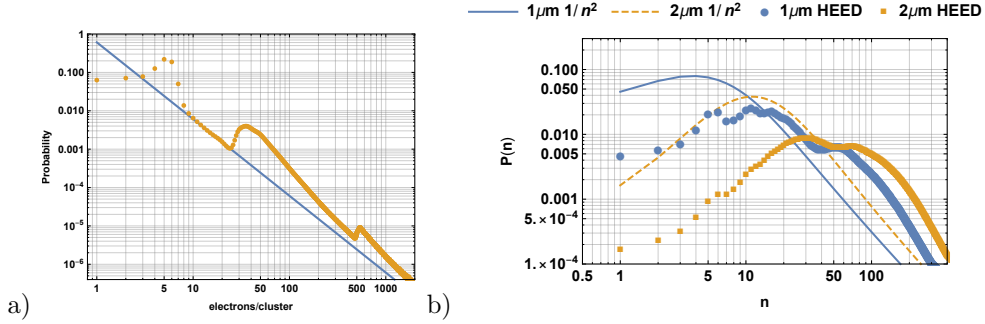 1μm 1/n² 2μm 1/n² 1μm HEED 2μm HEED
1
0.100
0.010
0.001
10⁻⁴
10⁻⁵
10⁻⁶
Probability
1 5 10 50 100 500 1000
electrons/cluster
a)
0.100
0.050
0.010
0.005
0.001
5.×10⁻⁴
1.×10⁻⁴
P(n)
0.5 1 5 10 50 100
n
b)